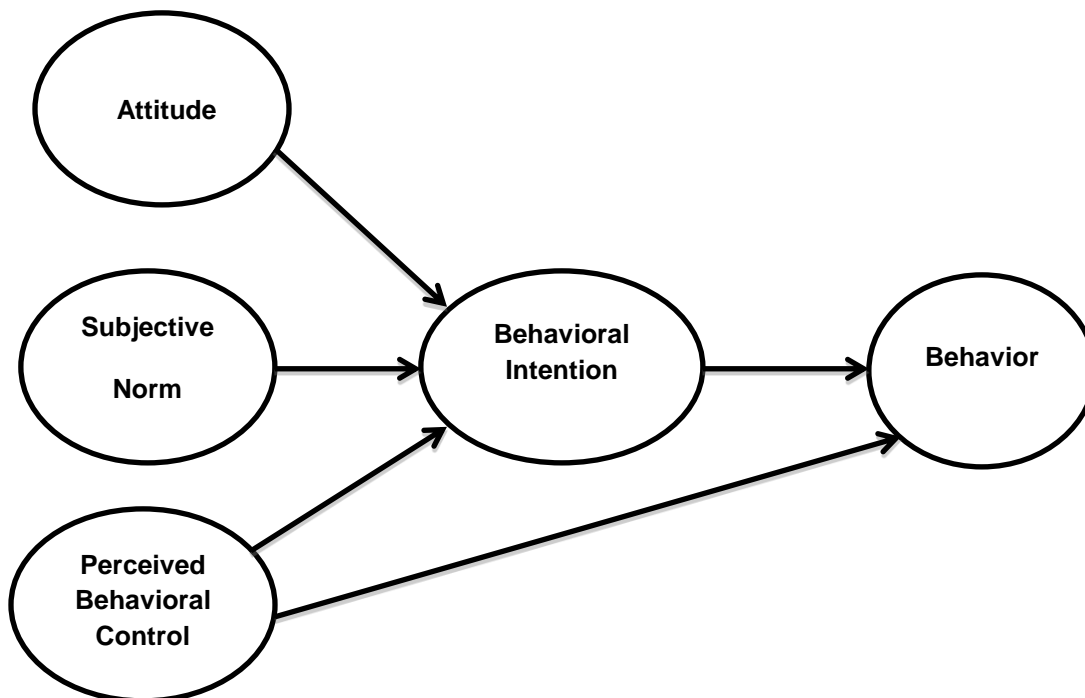 Attitude
Subjective
Norm
Behavioral
Intention
Behavior
Perceived
Behavioral
Control